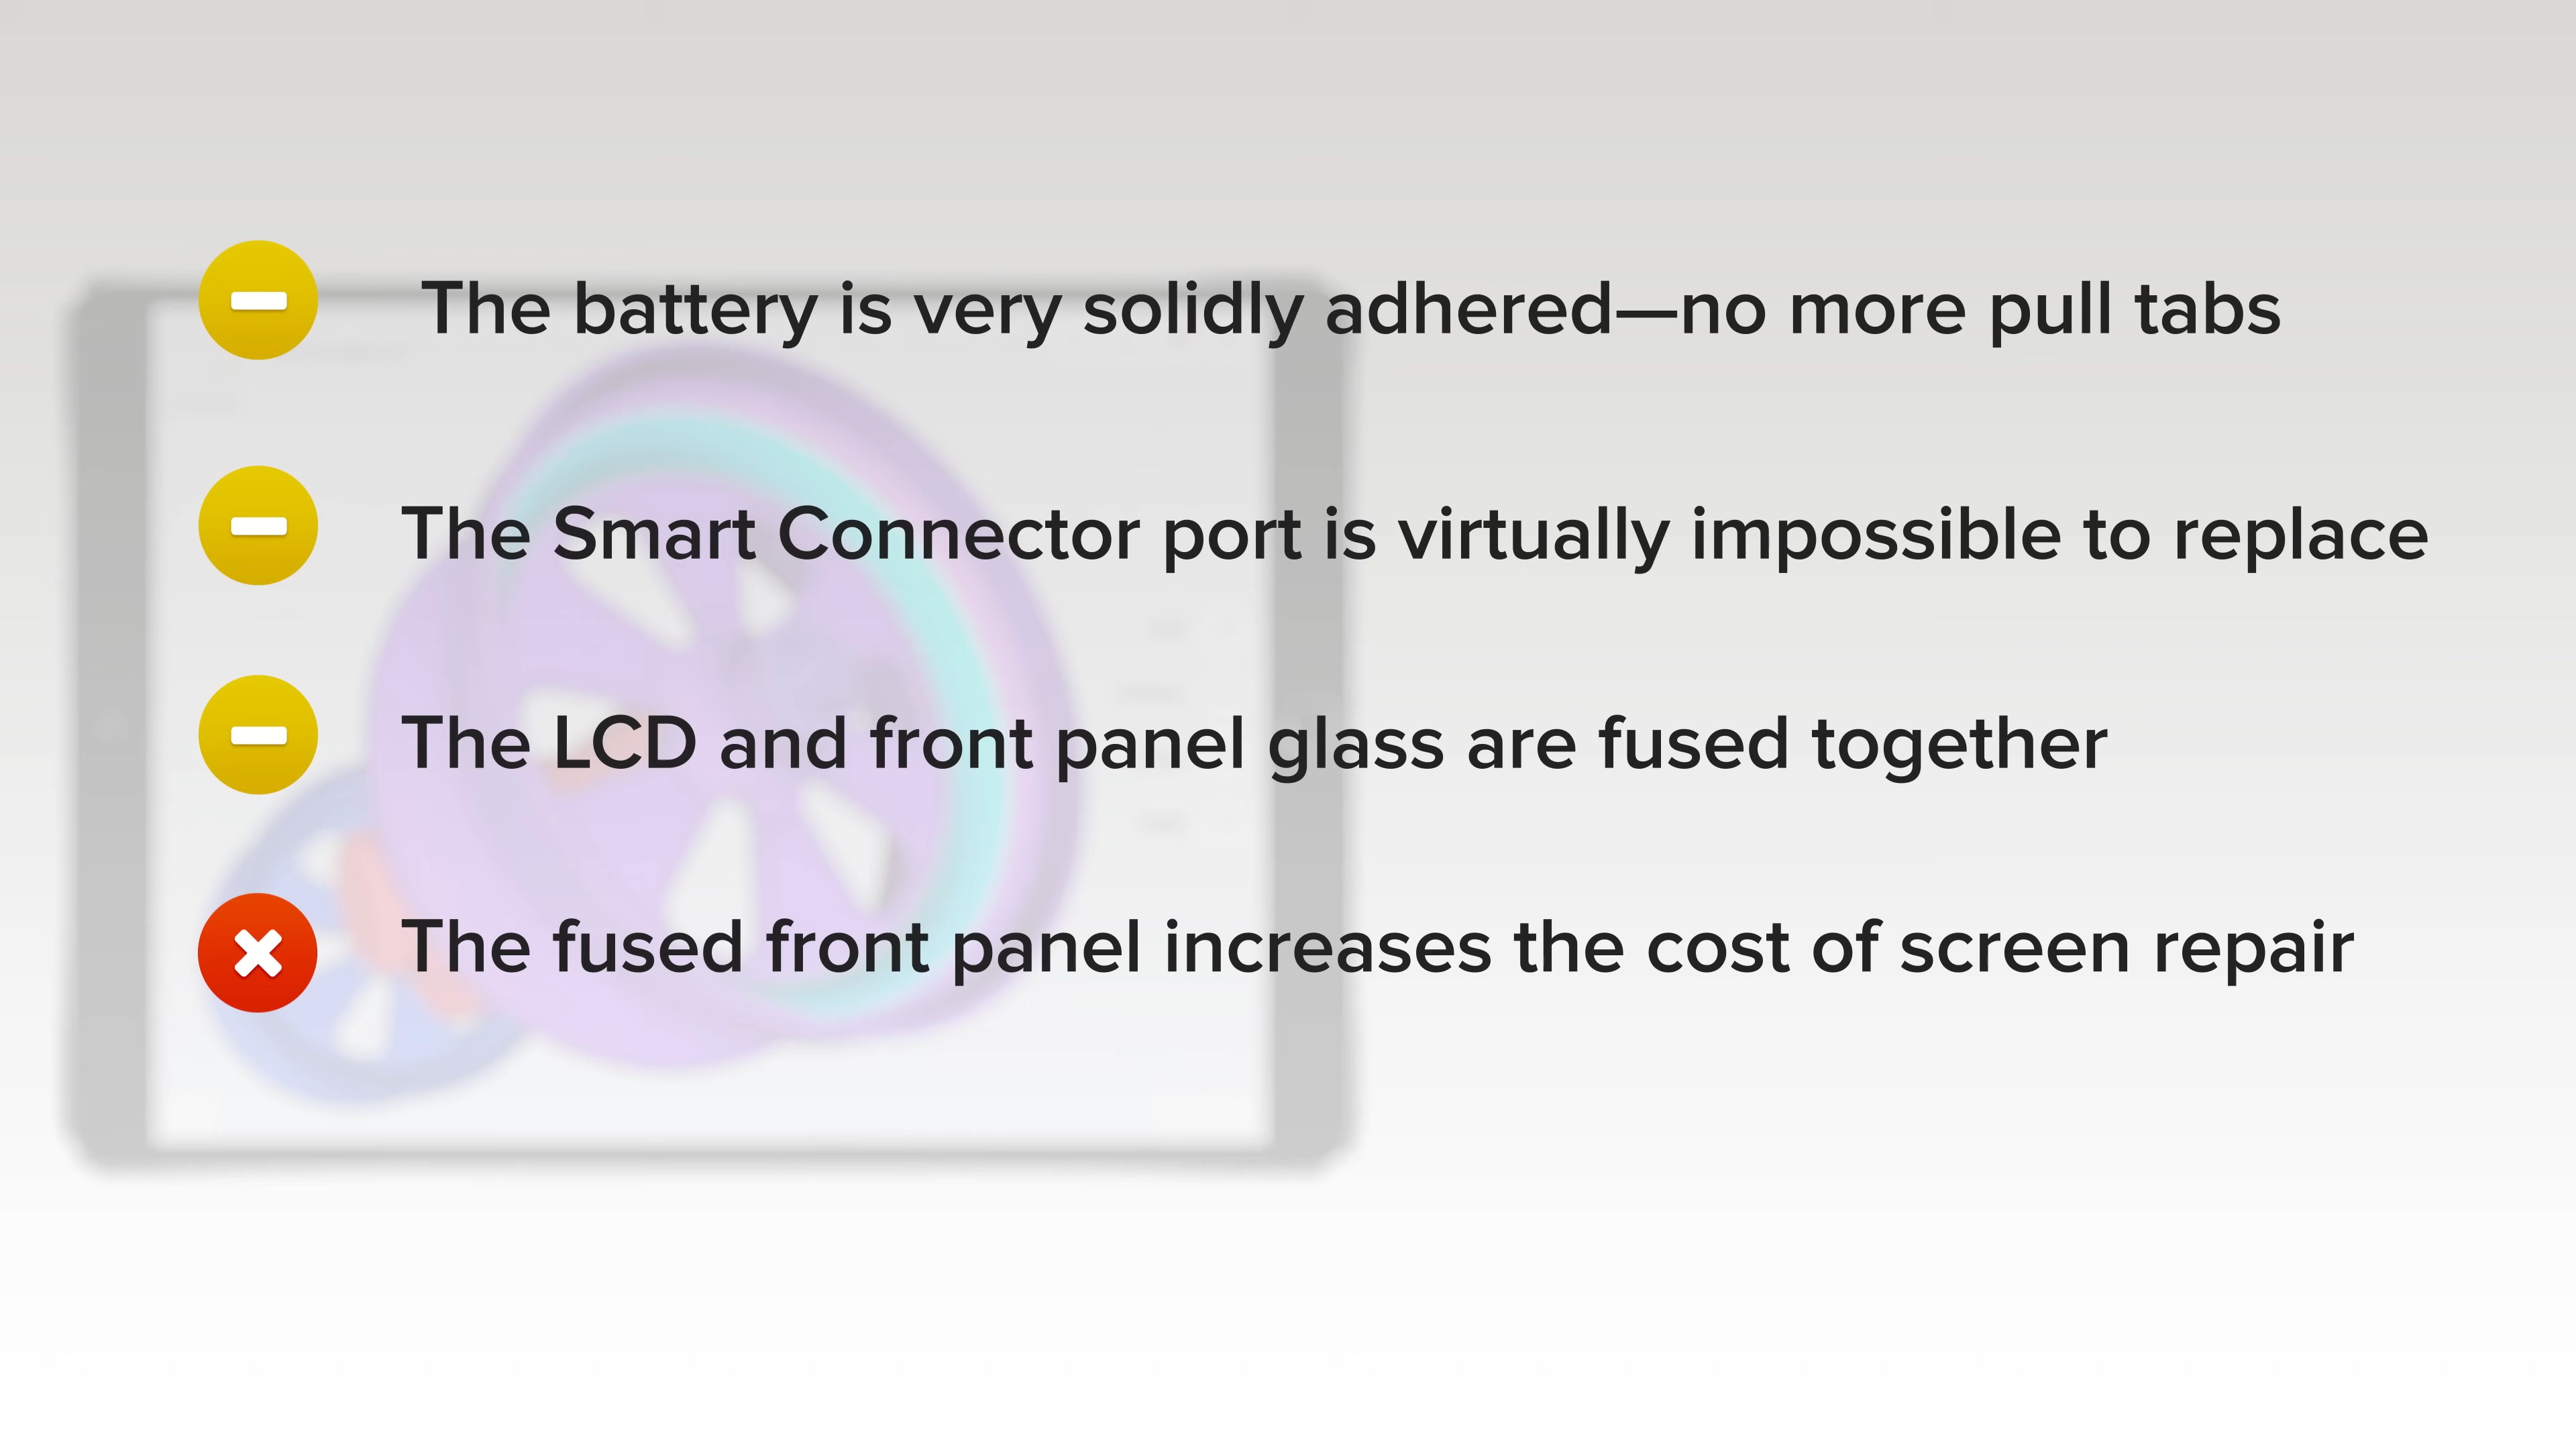 The battery is very solidly adhered—no more pull tabs
The Smart Connector port is virtually impossible to replace
The LCD and front panel glass are fused together
The fused front panel increases the cost of screen repair